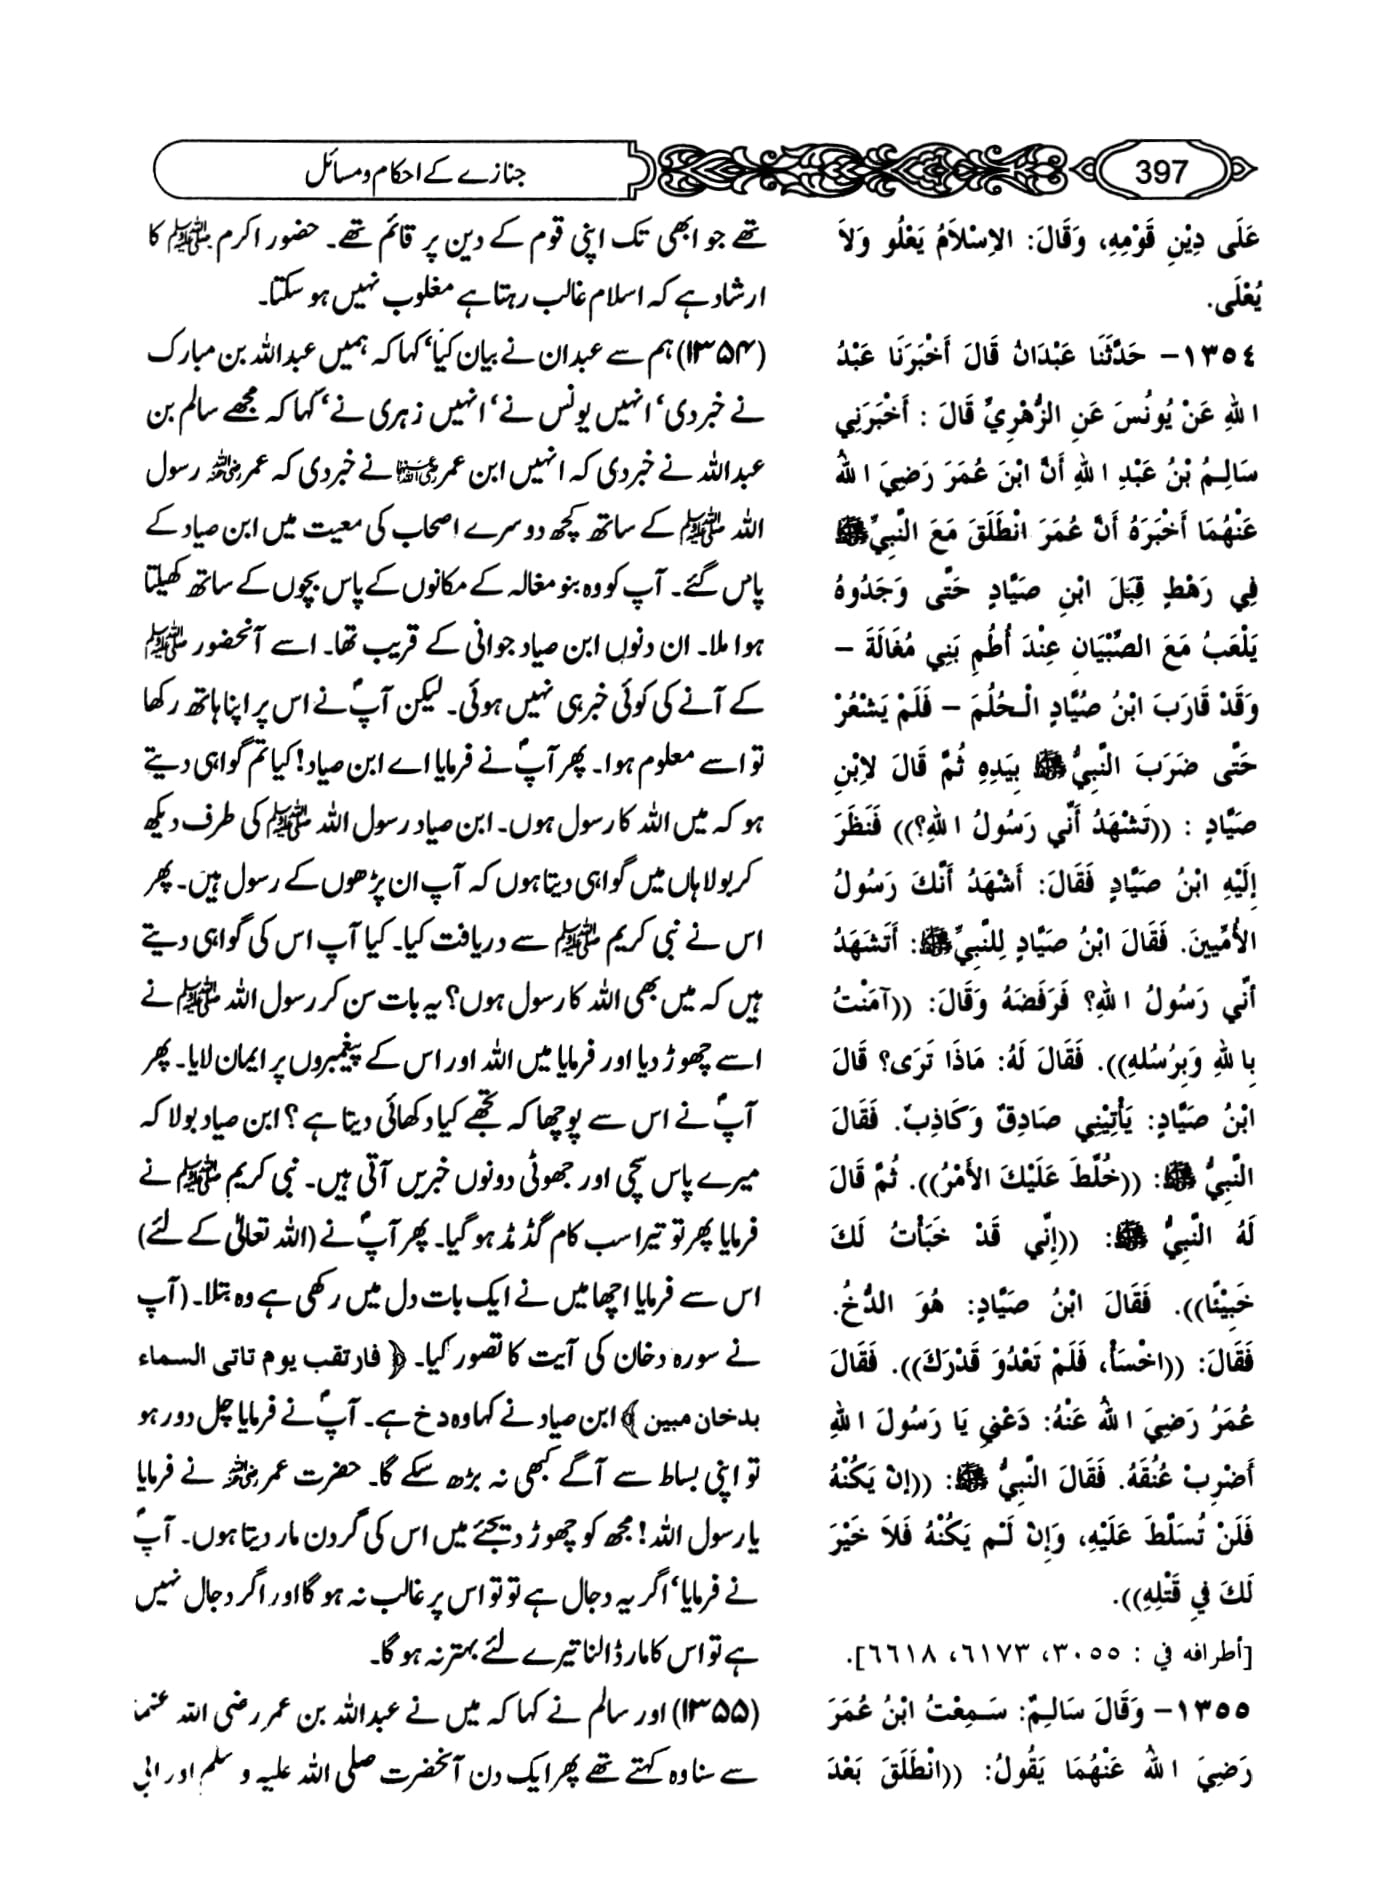 397
جنازے کے احکام و مسائل
عَلَى دِيْنِ قَوْمِهِ، وَقَالَ: الإِسْلاَمُ يَعْلُو وَلاَ
يُعْلَى.
١٣٥٤- حَدَّثَنَا عَبْدَانُ قَالَ أَخْبَرَنَا عَبْدُ
اللهِ عَنْ يُونُسَ عَنِ الزُّهْرِيِّ قَالَ : أَخْبَرَنِي
سَالِمُ بْنُ عَبْدِ اللهِ أَنَّ ابْنَ عُمَرَ رَضِيَ اللهُ
عَنْهُمَا أَخْبَرَهُ أَنَّ عُمَرَ انْطَلَقَ مَعَ النَّبِيِّ ﷺ
فِي رَهْطٍ قِبَلَ ابْنِ صَيَّادٍ حَتَّى وَجَدُوهُ
يَلْعَبُ مَعَ الصِّبْيَانِ عِنْدَ أُطُمِ بَنِي مُغَالَةَ –
وَقَدْ قَارَبَ ابْنُ صَيَّادٍ الْحُلُمَ – فَلَمْ يَشْعُرْ
حَتَّى ضَرَبَ النَّبِيُّ ﷺ بِيَدِهِ ثُمَّ قَالَ لاِبْنِ
صَيَّادٍ : ((تَشْهَدُ أَنِّي رَسُولُ اللهِ؟)) فَنَظَرَ
إِلَيْهِ ابْنُ صَيَّادٍ فَقَالَ: أَشْهَدُ أَنَّكَ رَسُولُ
الأُمِّيِّينَ. فَقَالَ ابْنُ صَيَّادٍ لِلنَّبِيِّ ﷺ: أَتَشْهَدُ
أَنِّي رَسُولُ اللهِ؟ فَرَفَضَهُ وَقَالَ: ((آمَنْتُ
بِاللهِ وَبِرُسُلِهِ)). فَقَالَ لَهُ: مَاذَا تَرَى؟ قَالَ
ابْنُ صَيَّادٍ: يَأْتِيْنِي صَادِقٌ وَكَاذِبٌ. فَقَالَ
النَّبِيُّ ﷺ: ((خُلِّطَ عَلَيْكَ الأَمْرُ)). ثُمَّ قَالَ
لَهُ النَّبِيُّ ﷺ: ((إِنِّي قَدْ خَبَأْتُ لَكَ
خَبِيْئًا)). فَقَالَ ابْنُ صَيَّادٍ: هُوَ الدُّخُ.
فَقَالَ: ((اخْسَأْ، فَلَمْ تَعْدُوَ قَدْرَكَ)). فَقَالَ
عُمَرُ رَضِيَ اللهُ عَنْهُ: دَعْنِي يَا رَسُولَ اللهِ
أَضْرِبْ عُنُقَهُ. فَقَالَ النَّبِيُّ ﷺ: ((إِنْ يَكُنْهُ
فَلَنْ تُسَلَّطَ عَلَيْهِ، وَإِنْ لَمْ يَكُنْهُ فَلاَ خَيْرَ
لَكَ فِي قَتْلِهِ)).
[أطرافه في : ٣٠٥٥، ٦١٧٣، ٦٦١٨].
١٣٥٥- وَقَالَ سَالِمٌ: سَمِعْتُ ابْنُ عُمَرَ
رَضِيَ اللهُ عَنْهُمَا يَقُولُ: ((انْطَلَقَ بَعْدَ
تھے جو ابھی تک اپنی قوم کے دین پر قائم تھے۔ حضور اکرم ﷺ کا
ارشاد ہے کہ اسلام غالب رہتا ہے مغلوب نہیں ہو سکتا۔
(۱۳۵۴) ہم سے عبدان نے بیان کیا' کہا کہ ہمیں عبداللہ بن مبارک
نے خبر دی' انہیں یونس نے' انہیں زہری نے' کہا کہ مجھے سالم بن
عبداللہ نے خبر دی کہ انہیں ابن عمر رضی اللہ عنہما نے خبر دی کہ عمر رضی اللہ عنہ رسول
اللہ ﷺ کے ساتھ کچھ دوسرے اصحاب کی معیت میں ابن صیاد کے
پاس گئے۔ آپ کو وہ بنو مغالہ کے مکانوں کے پاس بچوں کے ساتھ کھیلتا
ہوا ملا۔ ان دنوں ابن صیاد جوانی کے قریب تھا۔ اسے آنحضور ﷺ
کے آنے کی کوئی خبر ہی نہیں ہوئی۔ لیکن آپؐ نے اس پر اپنا ہاتھ رکھا
تو اسے معلوم ہوا۔ پھر آپؐ نے فرمایا اے ابن صیاد! کیا تم گواہی دیتے
ہو کہ میں اللہ کا رسول ہوں۔ ابن صیاد رسول اللہ ﷺ کی طرف دیکھ
کر بولا ہاں میں گواہی دیتا ہوں کہ آپ ان پڑھوں کے رسول ہیں۔ پھر
اس نے نبی کریم ﷺ سے دریافت کیا۔ کیا آپ اس کی گواہی دیتے
ہیں کہ میں بھی اللہ کا رسول ہوں؟ یہ بات سن کر رسول اللہ ﷺ نے
اسے چھوڑ دیا اور فرمایا میں اللہ اور اس کے پیغمبروں پر ایمان لایا۔ پھر
آپؐ نے اس سے پوچھا کہ تجھے کیا دکھائی دیتا ہے؟ ابن صیاد بولا کہ
میرے پاس سچی اور جھوٹی دونوں خبریں آتی ہیں۔ نبی کریم ﷺ نے
فرمایا پھر تو تیرا سب کام گڈمڈ ہو گیا۔ پھر آپؐ نے (اللہ تعالیٰ کے لئے)
اس سے فرمایا اچھا میں نے ایک بات دل میں رکھی ہے وہ بتلا۔ (آپ
نے سورہ دخان کی آیت کا تصور کیا۔ ﴿ فارتقب یوم تاتی السماء
بدخان مبین ﴾ ابن صیاد نے کہا وہ دخ ہے۔ آپؐ نے فرمایا چل دور ہو
تو اپنی بساط سے آگے کبھی نہ بڑھ سکے گا۔ حضرت عمر رضی اللہ عنہ نے فرمایا
یا رسول اللہ! مجھ کو چھوڑ دیجئے میں اس کی گردن مار دیتا ہوں۔ آپؐ
نے فرمایا' اگر یہ دجال ہے تو تو اس پر غالب نہ ہو گا اور اگر دجال نہیں
ہے تو اس کا مار ڈالنا تیرے لئے بہتر نہ ہو گا۔
(۱۳۵۵) اور سالم نے کہا کہ میں نے عبداللہ بن عمر رضی اللہ عنما
سے سنا وہ کہتے تھے پھر ایک دن آنحضرت صلی اللہ علیہ و سلم اور ابی